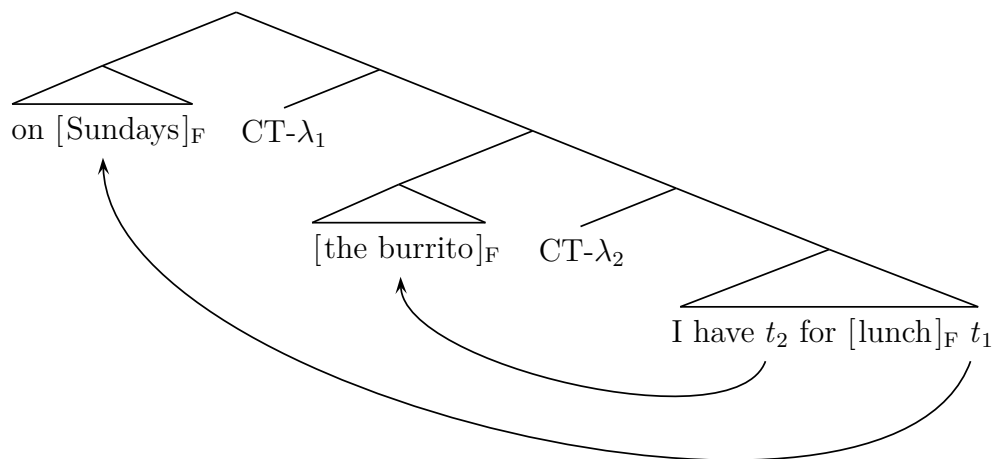 on [Sundays]F CT-λ1
[the burrito]F CT-λ2
I have t2 for [lunch]F t1